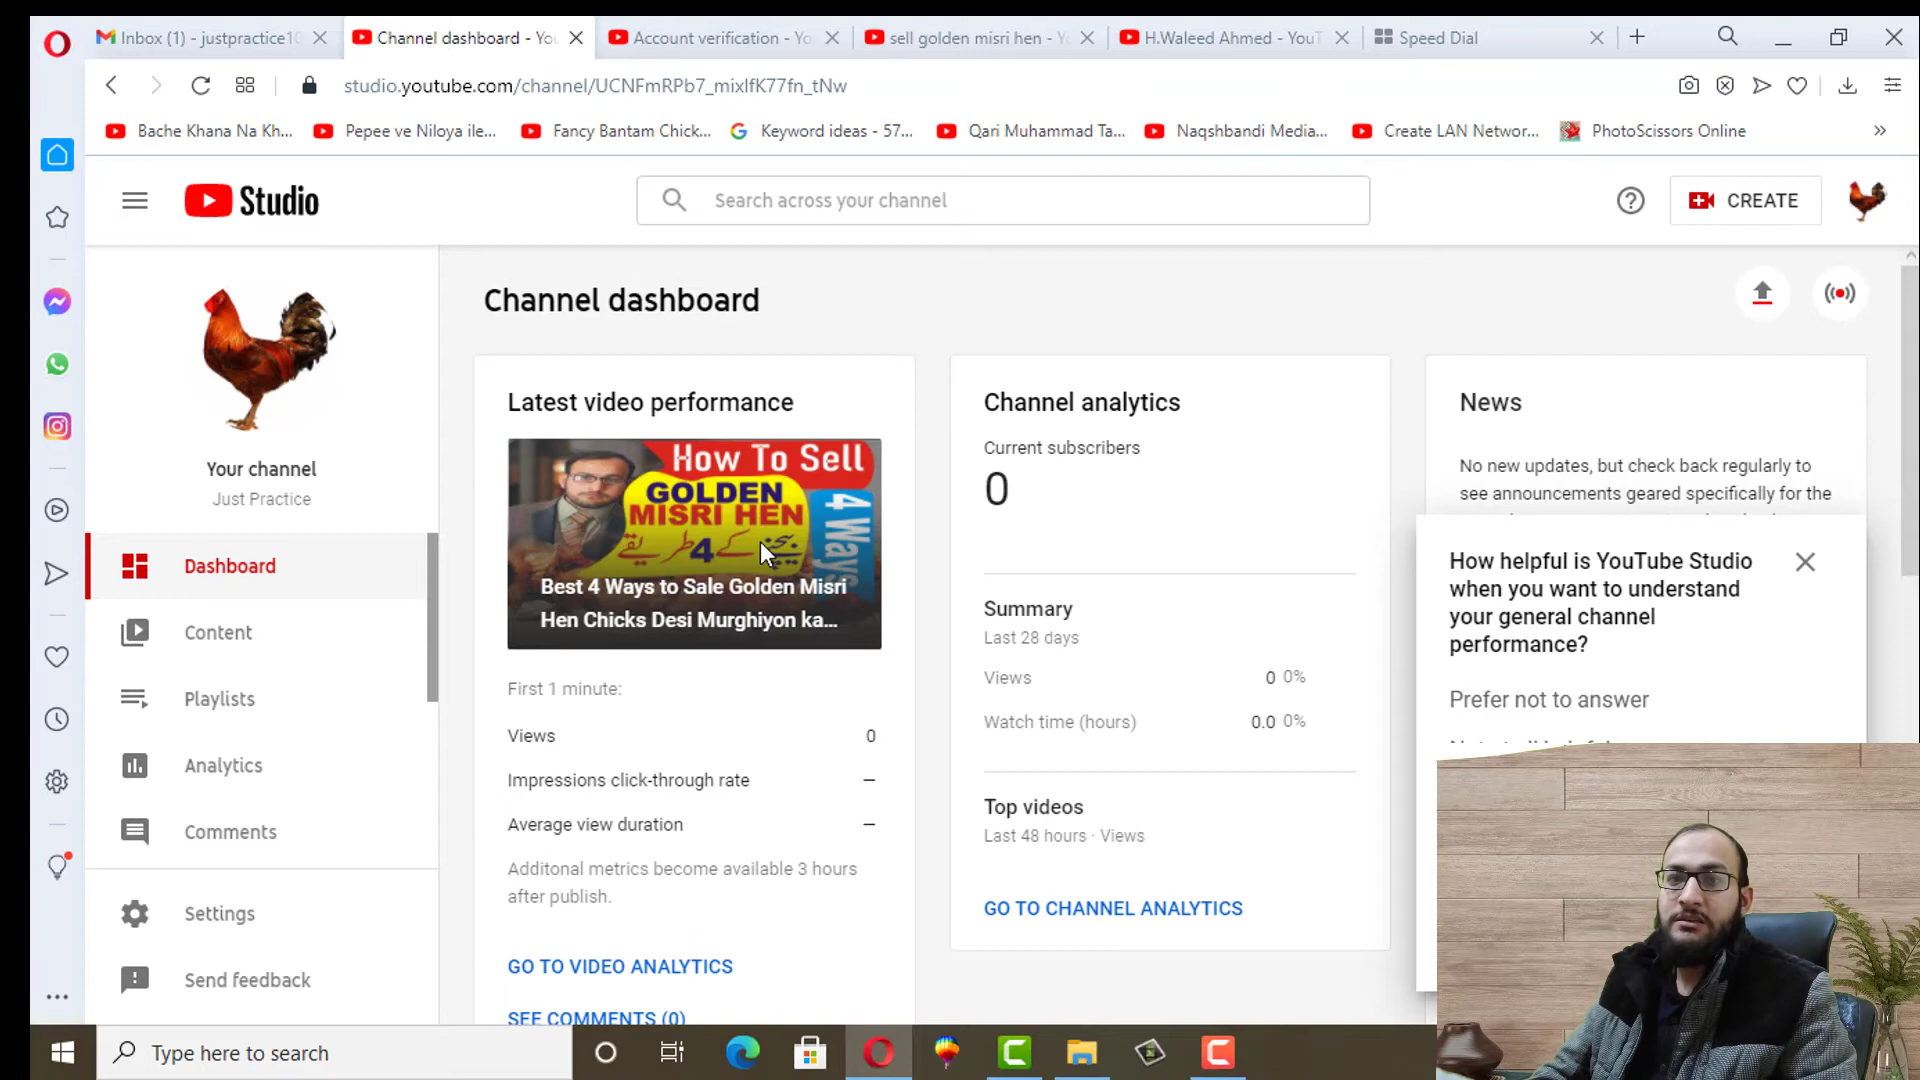 Inbox (1) - justpractice10
Channel dashboard - You
Account verification - Yo
sell golden misri hen - Y
H.Waleed Ahmed - YouT
Speed Dial
studio.youtube.com/channel/UCNFmRPb7_mixlfK77fn_tNw
Bache Khana Na Kh...
Pepee ve Niloya ile...
Fancy Bantam Chick...
Keyword ideas - 57...
Qari Muhammad Ta...
Naqshbandi Media...
Create LAN Networ...
PhotoScissors Online
Studio
Search across your channel
CREATE
Your channel
Just Practice
Dashboard
Content
Playlists
Analytics
Comments
Settings
Send feedback
Channel dashboard
Latest video performance
How To Sell
GOLDEN
MISRI HEN
4 Ways
بیچنے کے 4 طریقے
Best 4 Ways to Sale Golden Misri
Hen Chicks Desi Murghiyon ka...
First 1 minute:
Views 0
Impressions click-through rate –
Average view duration –
Additonal metrics become available 3 hours
after publish.
GO TO VIDEO ANALYTICS
SEE COMMENTS (0)
Channel analytics
Current subscribers
0
Summary
Last 28 days
Views 0 0%
Watch time (hours) 0.0 0%
Top videos
Last 48 hours · Views
GO TO CHANNEL ANALYTICS
News
No new updates, but check back regularly to
see announcements geared specifically for the
How helpful is YouTube Studio
when you want to understand
your general channel
performance?
Prefer not to answer
Type here to search